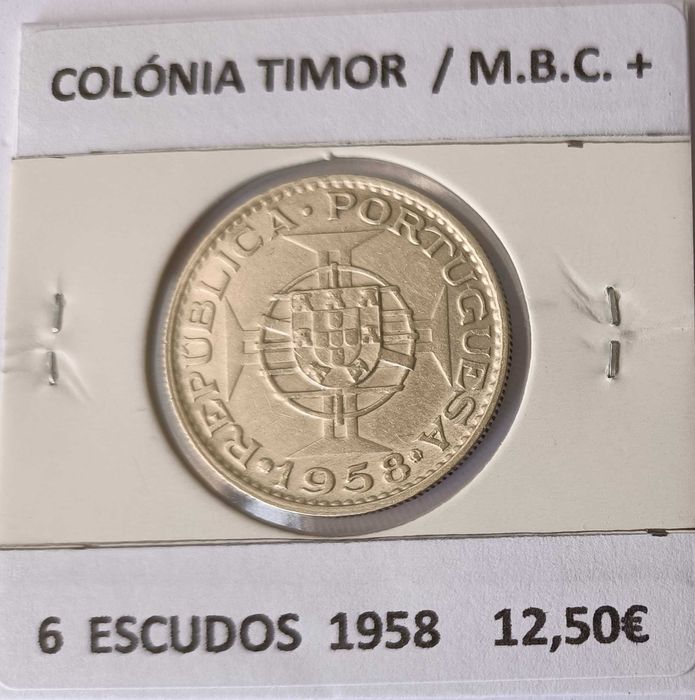 COLÓNIA TIMOR / M.B.C. +
REPÚBLICA · PORTUGUESA
· 1958 ·
6 ESCUDOS 1958 12,50€